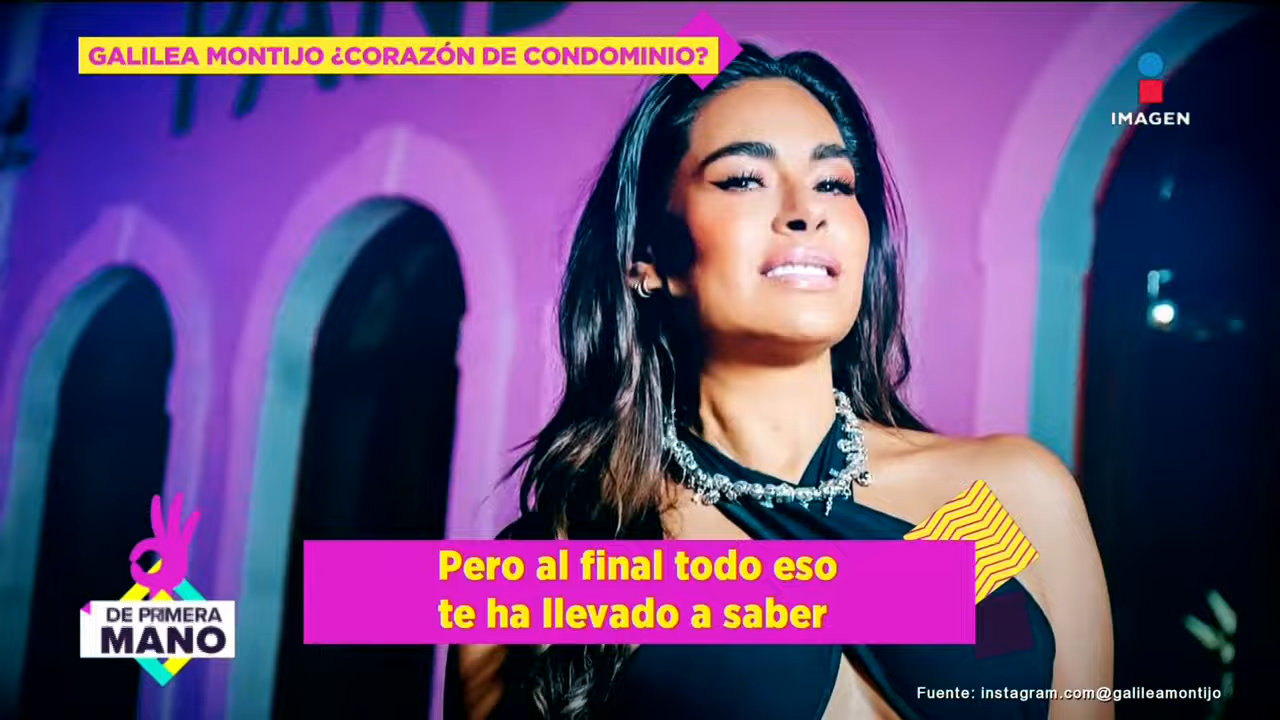 GALILEA MONTIJO ¿CORAZÓN DE CONDOMINIO?
IMAGEN
Pero al final todo eso
te ha llevado a saber
DE PRIMERA
MANO
Fuente: instagram.com@galileamontijo